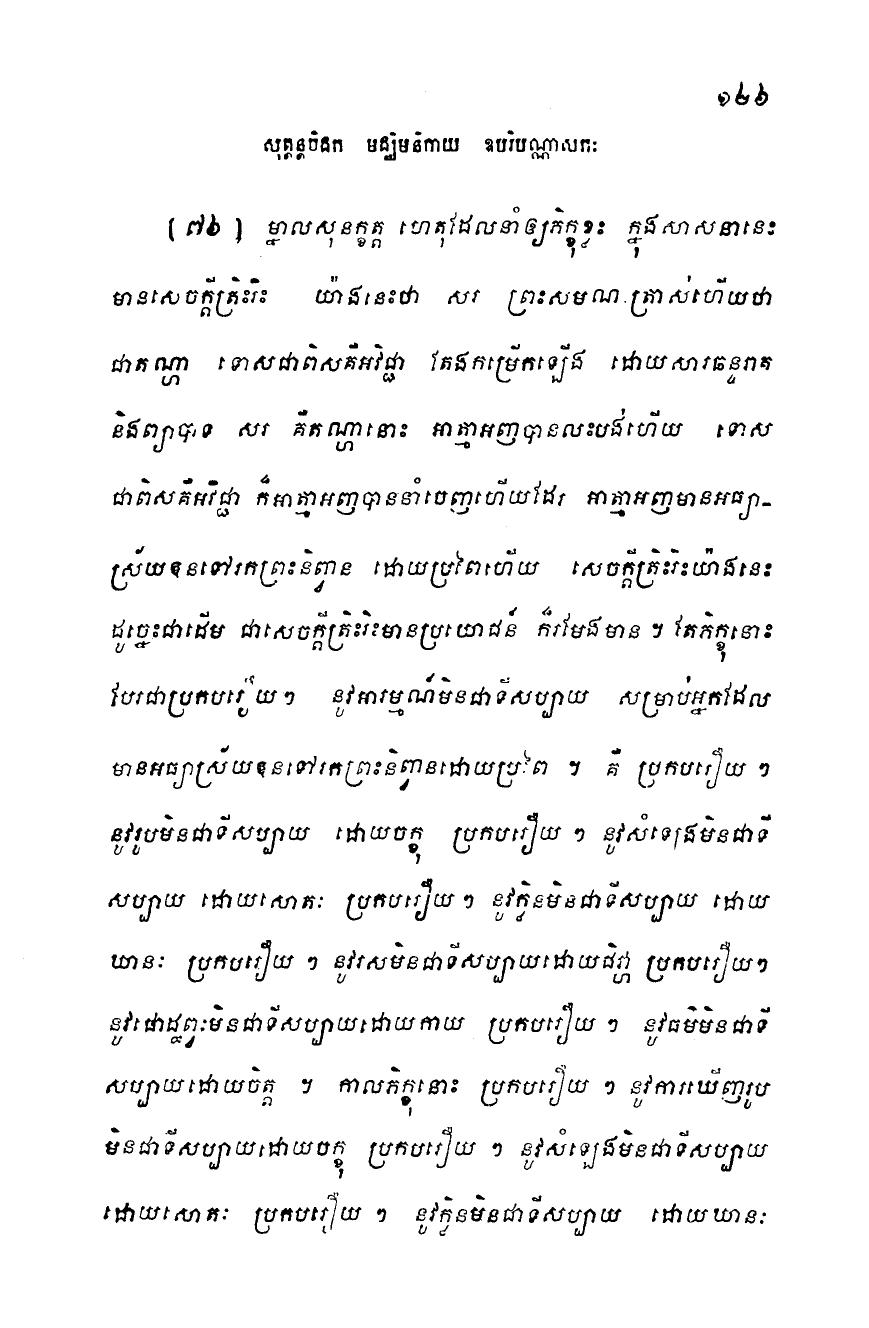 ១២៦
សុត្តន្តបិដក មជ្ឈិមនិកាយ ឧបរិបណ្ណាសកៈ
[៧៦] ម្នាលសុនក្ខត្ត ហេតុដែលនាំឲ្យភិក្ខុខ្លះ ក្នុងសាសនានេះ
មានសេចក្តីត្រិះរិះ យ៉ាងនេះថា សរ ព្រះសមណៈត្រាស់ហើយថា
ជាតណ្ហា ទោសជាពិសគឺអវិជ្ជា តែងកម្រើកឡើង ដោយសារឆន្ទរាគ
និងព្យាបាទ សរ គឺតណ្ហានោះ អាត្មាអញបានលះបង់ហើយ ទោស
ជាពិសគឺអវិជ្ជា ក៏អាត្មាអញបាននាំចេញហើយដែរ អាត្មាអញមានអធ្យា-
ស្រ័យឱនទៅរកព្រះនិព្វាន ដោយប្រពៃហើយ សេចក្តីត្រិះរិះយ៉ាងនេះ
ដូច្នេះជាដើម ជាសេចក្តីត្រិះរិះមានប្រយោជន៍ ក៏រមែងមាន ។ តែភិក្ខុនោះ
បែរជាប្រកបរឿយ ៗ នូវអារម្មណ៍មិនជាទីសប្បាយ សម្រាប់អ្នកដែល
មានអធ្យាស្រ័យឱនទៅរកព្រះនិព្វានដោយប្រពៃ ។ គឺ ប្រកបរឿយ ៗ
នូវរូបមិនជាទីសប្បាយ ដោយចក្ខុ ប្រកបរឿយ ៗ នូវសំឡេងមិនជាទី
សប្បាយ ដោយសោតៈ ប្រកបរឿយ ៗ នូវក្លិនមិនជាទីសប្បាយ ដោយ
ឃានៈ ប្រកបរឿយ ៗ នូវរសមិនជាទីសប្បាយដោយជិវ្ហា ប្រកបរឿយ ៗ
នូវផោដ្ឋព្វៈមិនជាទីសប្បាយដោយកាយ ប្រកបរឿយ ៗ នូវធម៌មិនជាទី
សប្បាយដោយចិត្ត ។ កាលភិក្ខុនោះ ប្រកបរឿយ ៗ នូវការឃើញរូប
មិនជាទីសប្បាយដោយចក្ខុ ប្រកបរឿយ ៗ នូវសំឡេងមិនជាទីសប្បាយ
ដោយសោតៈ ប្រកបរឿយ ៗ នូវក្លិនមិនជាទីសប្បាយ ដោយឃានៈ